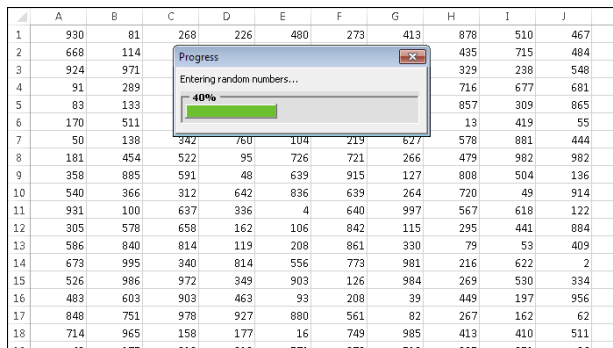 A B C D E F G H I J
1 930 81 268 226 480 273 413 878 510 467
2 668 114 435 715 484
3 924 971 329 238 548
4 91 289 716 677 681
5 83 133 857 309 865
6 170 511 13 419 55
7 50 138 342 760 104 219 627 578 881 444
8 181 454 522 95 726 721 266 479 982 982
9 358 885 591 48 639 915 127 808 504 136
10 540 366 312 642 836 639 264 720 49 914
11 931 100 637 336 4 640 997 567 618 122
12 305 578 658 162 106 842 115 295 441 884
13 586 840 814 119 208 861 330 79 53 409
14 673 995 340 814 556 773 981 216 622 2
15 526 986 972 349 903 126 984 269 530 334
16 483 603 903 463 93 208 39 449 197 956
17 848 751 978 927 880 561 82 267 162 62
18 714 965 158 177 16 749 985 413 410 511
Progress
Entering random numbers...
40%